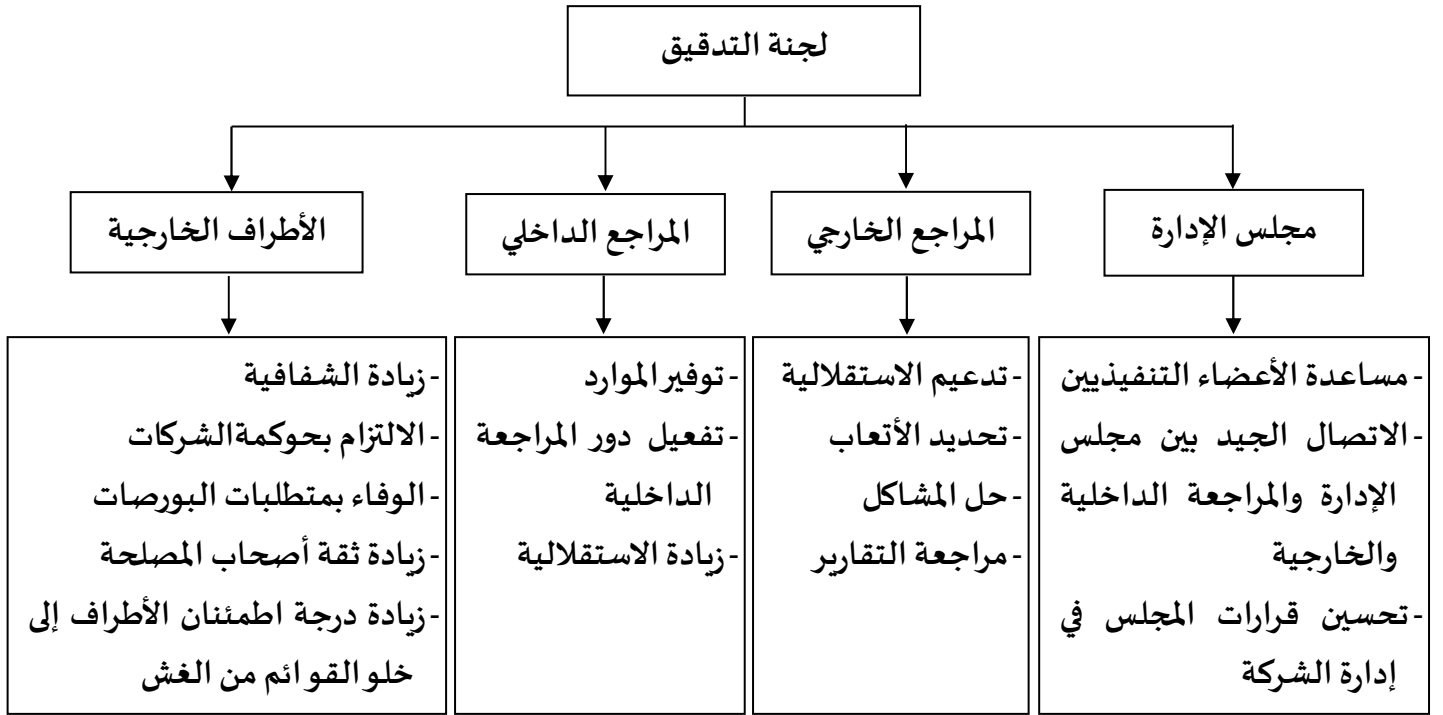 لجنة التدقيق
مجلس الإدارة
المراجع الخارجي
المراجع الداخلي
الأطراف الخارجية
-مساعدة الأعضاء التنفيذيين
-الاتصال الجيد بين مجلس
الإدارة والمراجعة الداخلية
والخارجية
-تحسين قرارات المجلس في
إدارة الشركة
-تدعيم الاستقلالية
-تحديد الأتعاب
-حل المشاكل
-مراجعة التقارير
-توفير الموارد
-تفعيل دور المراجعة
الداخلية
-زيادة الاستقلالية
-زيادة الشفافية
-الالتزام بحوكمةالشركات
-الوفاء بمتطلبات البورصات
-زيادة ثقة أصحاب المصلحة
-زيادة درجة اطمئنان الأطراف إلى
خلو القوائم من الغش